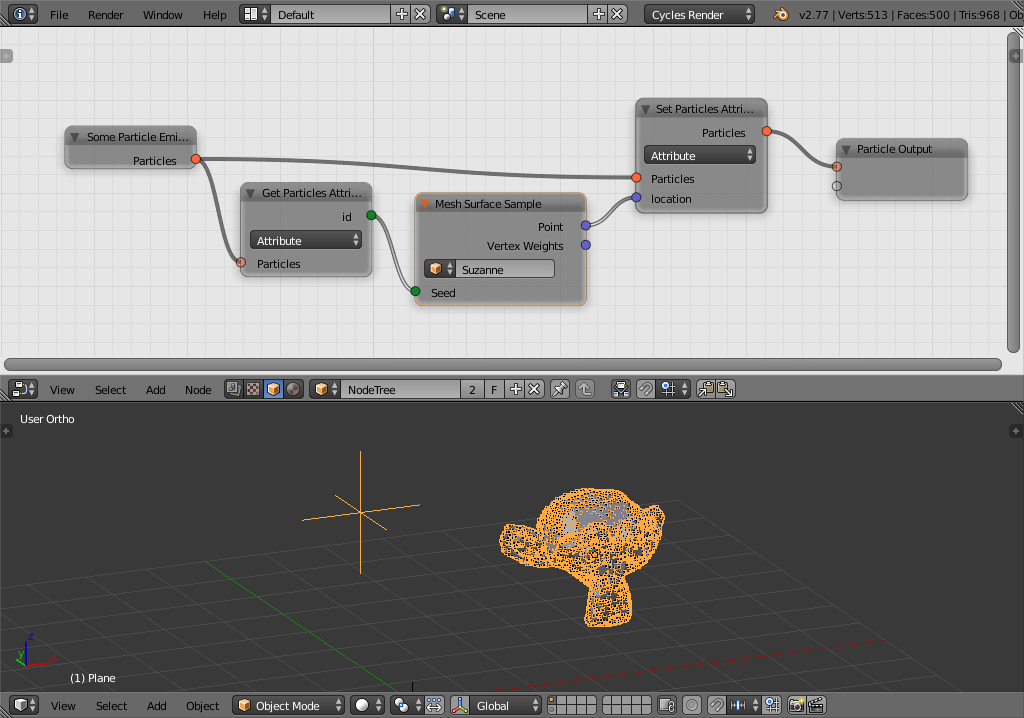 File Render Window Help Default Scene Cycles Render v2.77 | Verts:513 | Faces:500 | Tris:968 | Ob
Some Particle Emi...
Particles
Get Particles Attri...
id
Attribute
Particles
Mesh Surface Sample
Point
Vertex Weights
Suzanne
Seed
Set Particles Attri...
Particles
Attribute
Particles
location
Particle Output
View Select Add Node NodeTree 2 F
User Ortho
z
y
x
(1) Plane
View Select Add Object Object Mode Global